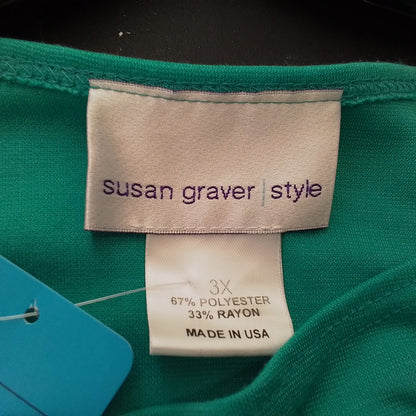 susan graver | style
3X
67% POLYESTER
33% RAYON
MADE IN USA